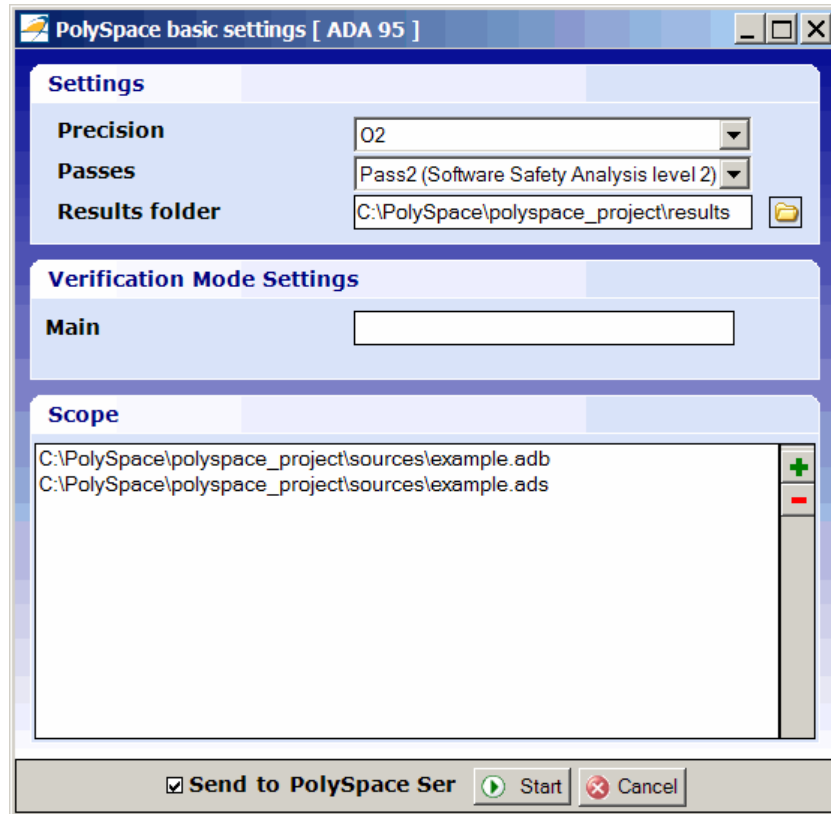 PolySpace basic settings [ ADA 95 ]
Settings
Precision O2
Passes Pass2 (Software Safety Analysis level 2)
Results folder C:\PolySpace\polyspace_project\results
Verification Mode Settings
Main
Scope
C:\PolySpace\polyspace_project\sources\example.adb
C:\PolySpace\polyspace_project\sources\example.ads
Send to PolySpace Ser Start Cancel